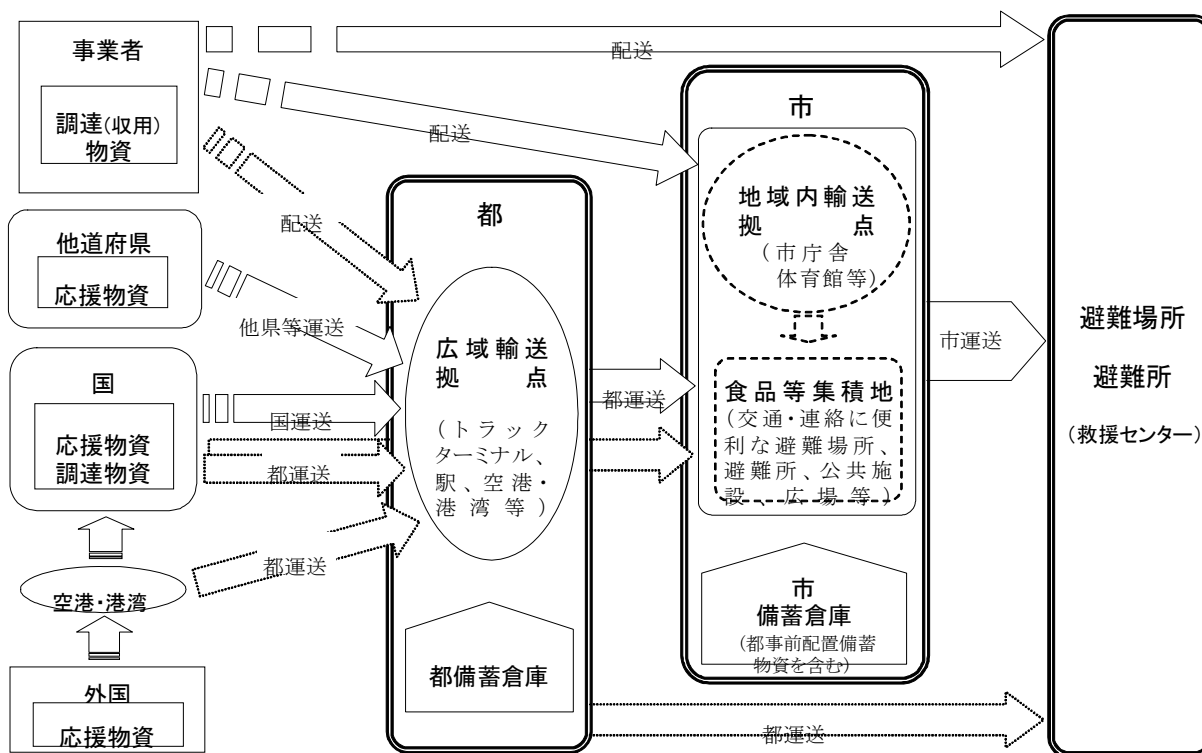 事業者
調達(収用)
物資
他道府県
応援物資
国
応援物資
調達物資
空港・港湾
外国
応援物資
配送
配送
配送
他県等運送
国運送
都運送
都運送
都
広域輸送
拠点
(トラック
ターミナル、
駅、空港・
港湾等)
都備蓄倉庫
都運送
都運送
市
地域内輸送
拠点
(市庁舎
体育館等)
食品等集積地
(交通・連絡に便
利な避難場所、
避難所、公共施
設、広場等)
市
備蓄倉庫
(都事前配置備蓄
物資を含む)
市運送
避難場所
避難所
(救援センター)